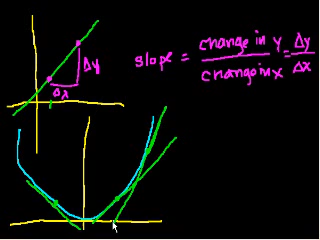 slope = change in y / change in x = Δy / Δx
Δy
Δx